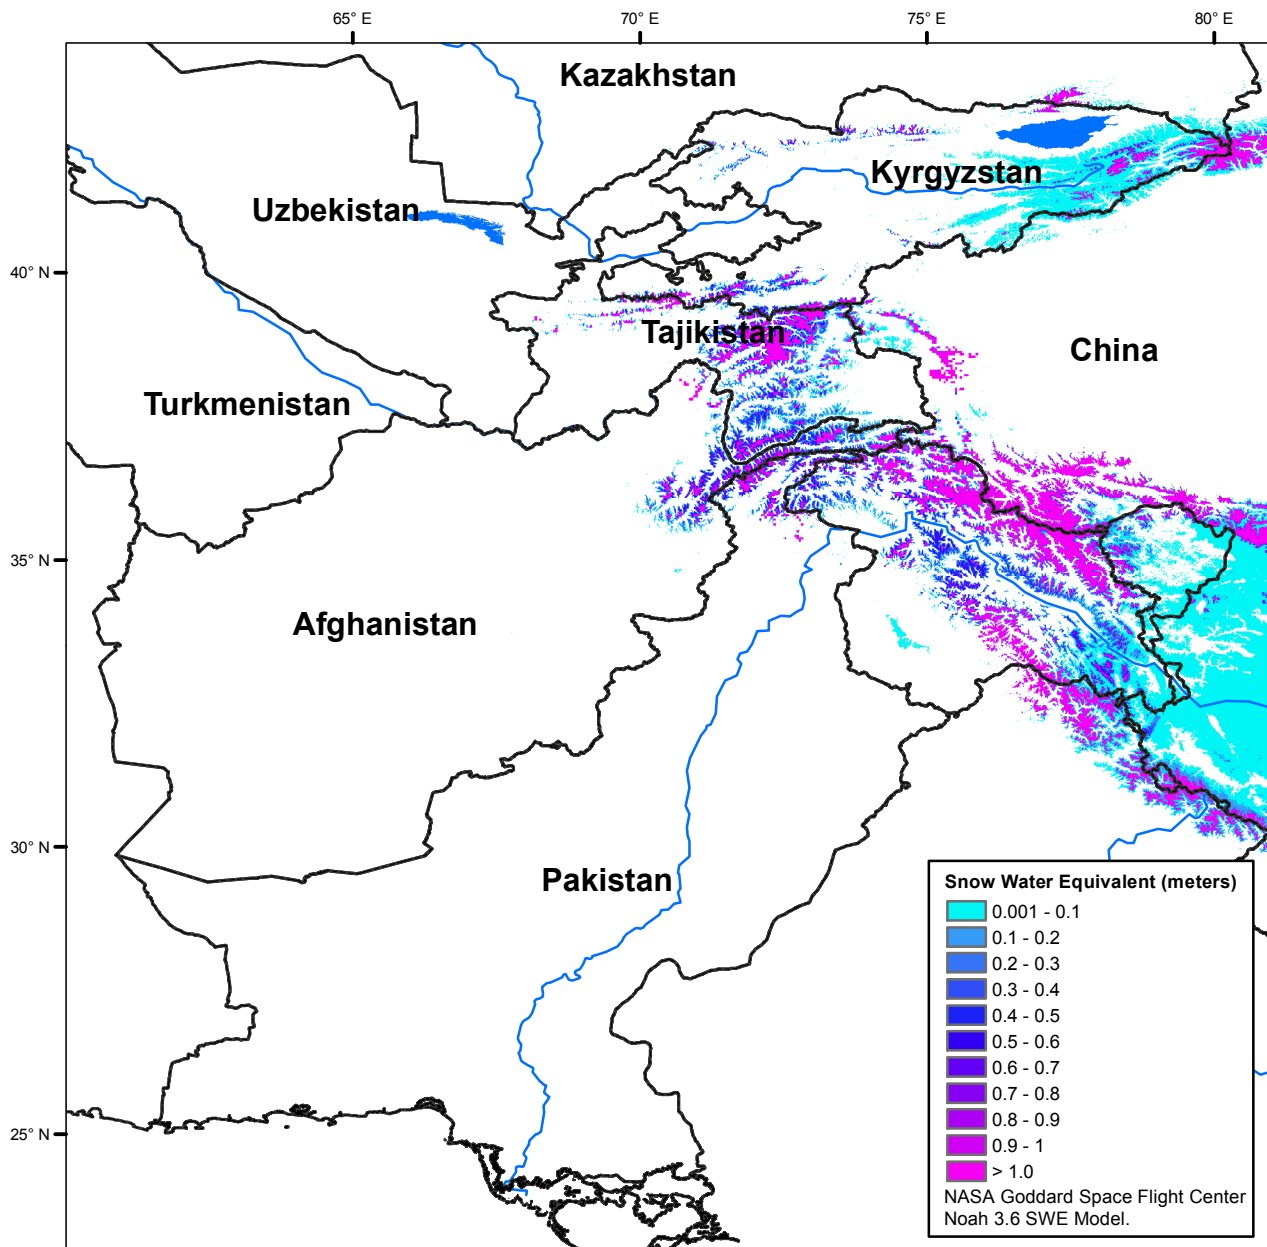 65° E
70° E
75° E
80° E
Kazakhstan
Kyrgyzstan
Uzbekistan
40° N
Tajikistan
China
Turkmenistan
35° N
Afghanistan
30° N
Pakistan
25° N
Snow Water Equivalent (meters)
0.001 - 0.1
0.1 - 0.2
0.2 - 0.3
0.3 - 0.4
0.4 - 0.5
0.5 - 0.6
0.6 - 0.7
0.7 - 0.8
0.8 - 0.9
0.9 - 1
> 1.0
NASA Goddard Space Flight Center
Noah 3.6 SWE Model.